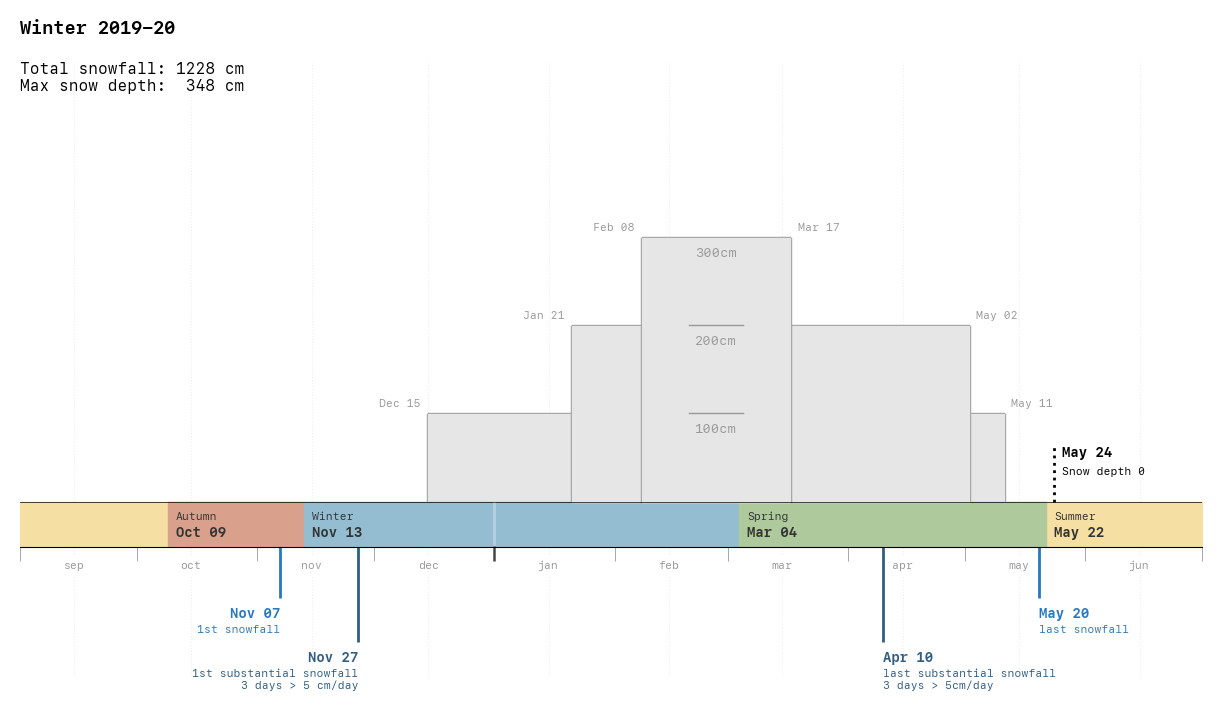 Winter 2019–20
Total snowfall: 1228 cm
Max snow depth:  348 cm
Feb 08
Mar 17
300cm
Jan 21
May 02
200cm
Dec 15
May 11
100cm
May 24
Snow depth 0
Autumn
Oct 09
Winter
Nov 13
Spring
Mar 04
Summer
May 22
sep
oct
nov
dec
jan
feb
mar
apr
may
jun
Nov 07
1st snowfall
May 20
last snowfall
Nov 27
1st substantial snowfall
3 days > 5 cm/day
Apr 10
last substantial snowfall
3 days > 5cm/day